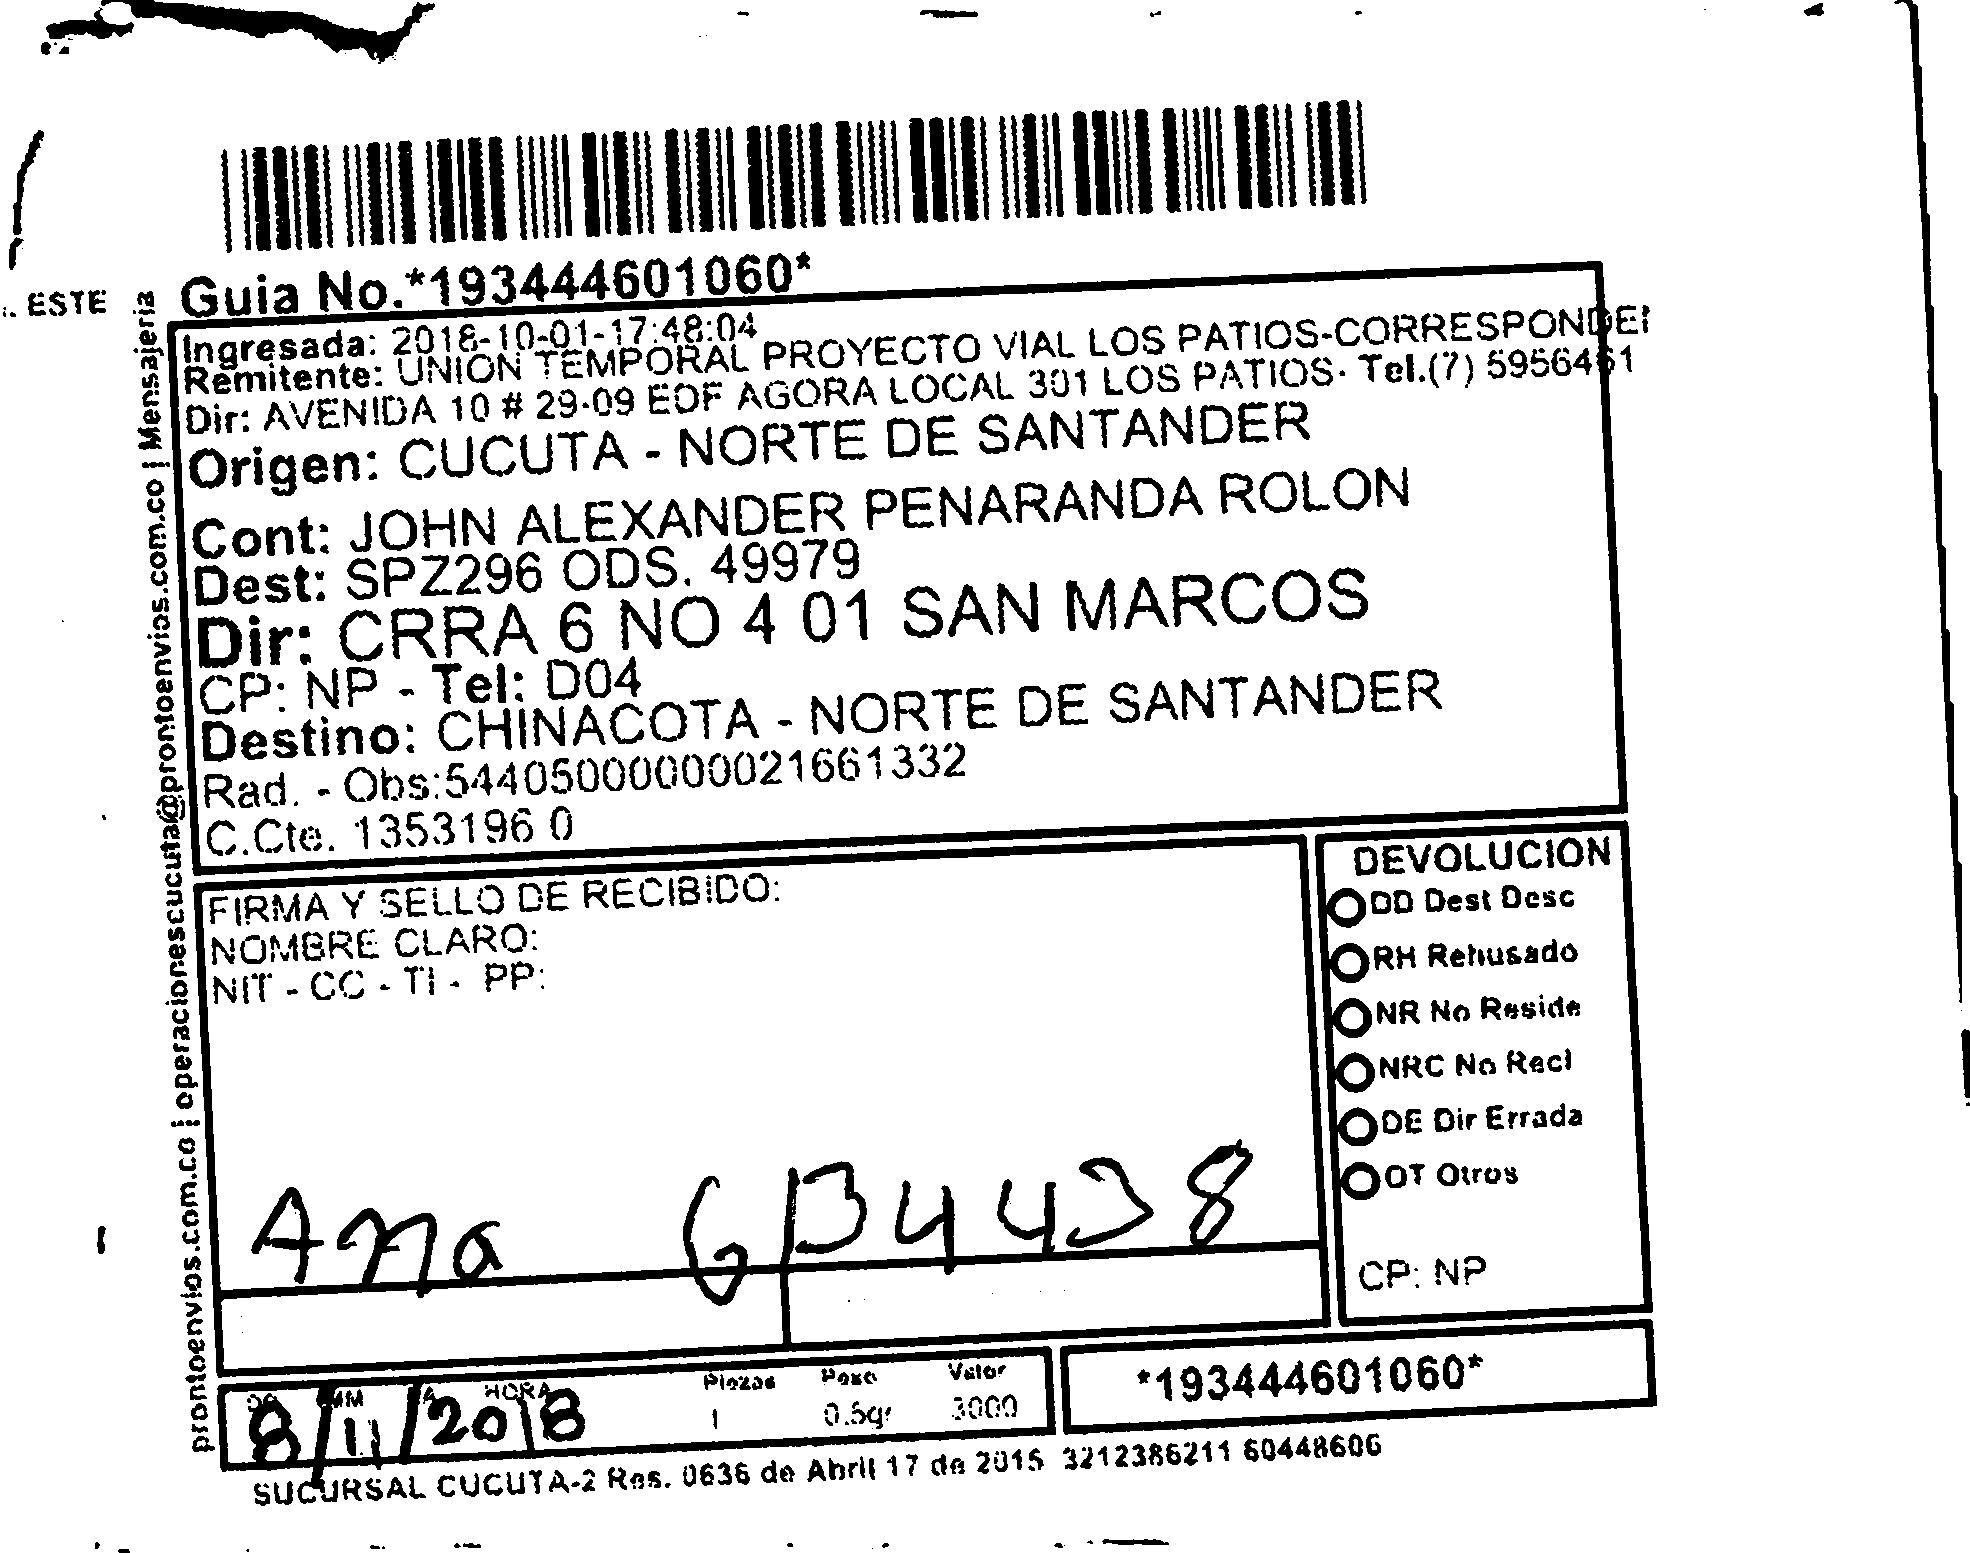 Guia No.*193444601060*
: ESTE
Ingresada: 2018-10-01-17:48:04
Remitente: UNION TEMPORAL PROYECTO VIAL LOS PATIOS-CORRESPONDEN
Dir: AVENIDA 10 # 29-09 EDF AGORA LOCAL 301 LOS PATIOS- Tel.(7) 5956461
Origen: CUCUTA - NORTE DE SANTANDER
Cont: JOHN ALEXANDER PENARANDA ROLON
Dest: SPZ296 ODS. 49979
Dir: CRRA 6 NO 4 01 SAN MARCOS
CP: NP - Tel: D04
Destino: CHINACOTA - NORTE DE SANTANDER
Rad. - Obs:544050000000021661332
C.Cte. 1353196 0
prontoenvios.com.co | operacionescucuta@prontoenvios.com.co | Mensajeria
FIRMA Y SELLO DE RECIBIDO:
NOMBRE CLARO:
NIT - CC - TI - PP:
Ana
DEVOLUCION
DD Dest Desc
RH Rehusado
NR No Reside
NRC No Recl
DE Dir Errada
OT Otros
CP: NP
DD MM A HORA
8/11/2018
Piezas Peso Valor
1 0.5gr 3000
*193444601060*
SUCURSAL CUCUTA-2 Res. 0636 de Abril 17 de 2015 3212386211 60448606